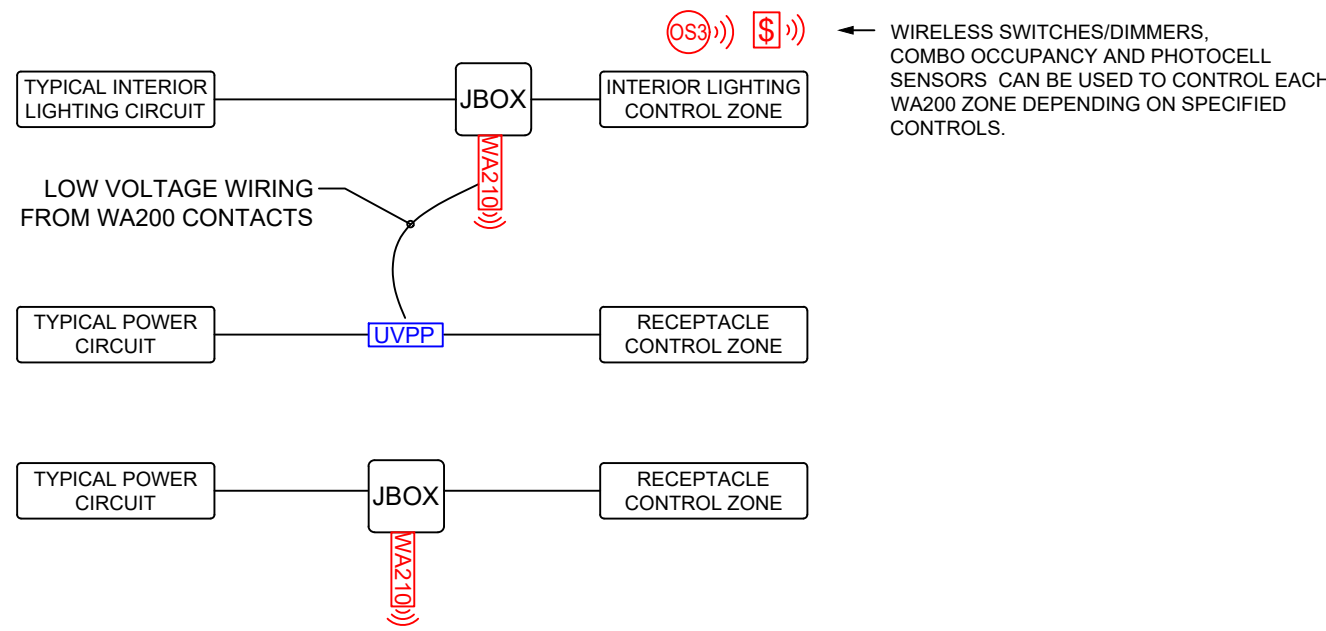 OS3
$
WIRELESS SWITCHES/DIMMERS,
COMBO OCCUPANCY AND PHOTOCELL
SENSORS CAN BE USED TO CONTROL EACH
WA200 ZONE DEPENDING ON SPECIFIED
CONTROLS.
TYPICAL INTERIOR
LIGHTING CIRCUIT
JBOX
INTERIOR LIGHTING
CONTROL ZONE
WA210
LOW VOLTAGE WIRING
FROM WA200 CONTACTS
TYPICAL POWER
CIRCUIT
UVPP
RECEPTACLE
CONTROL ZONE
TYPICAL POWER
CIRCUIT
JBOX
RECEPTACLE
CONTROL ZONE
WA210